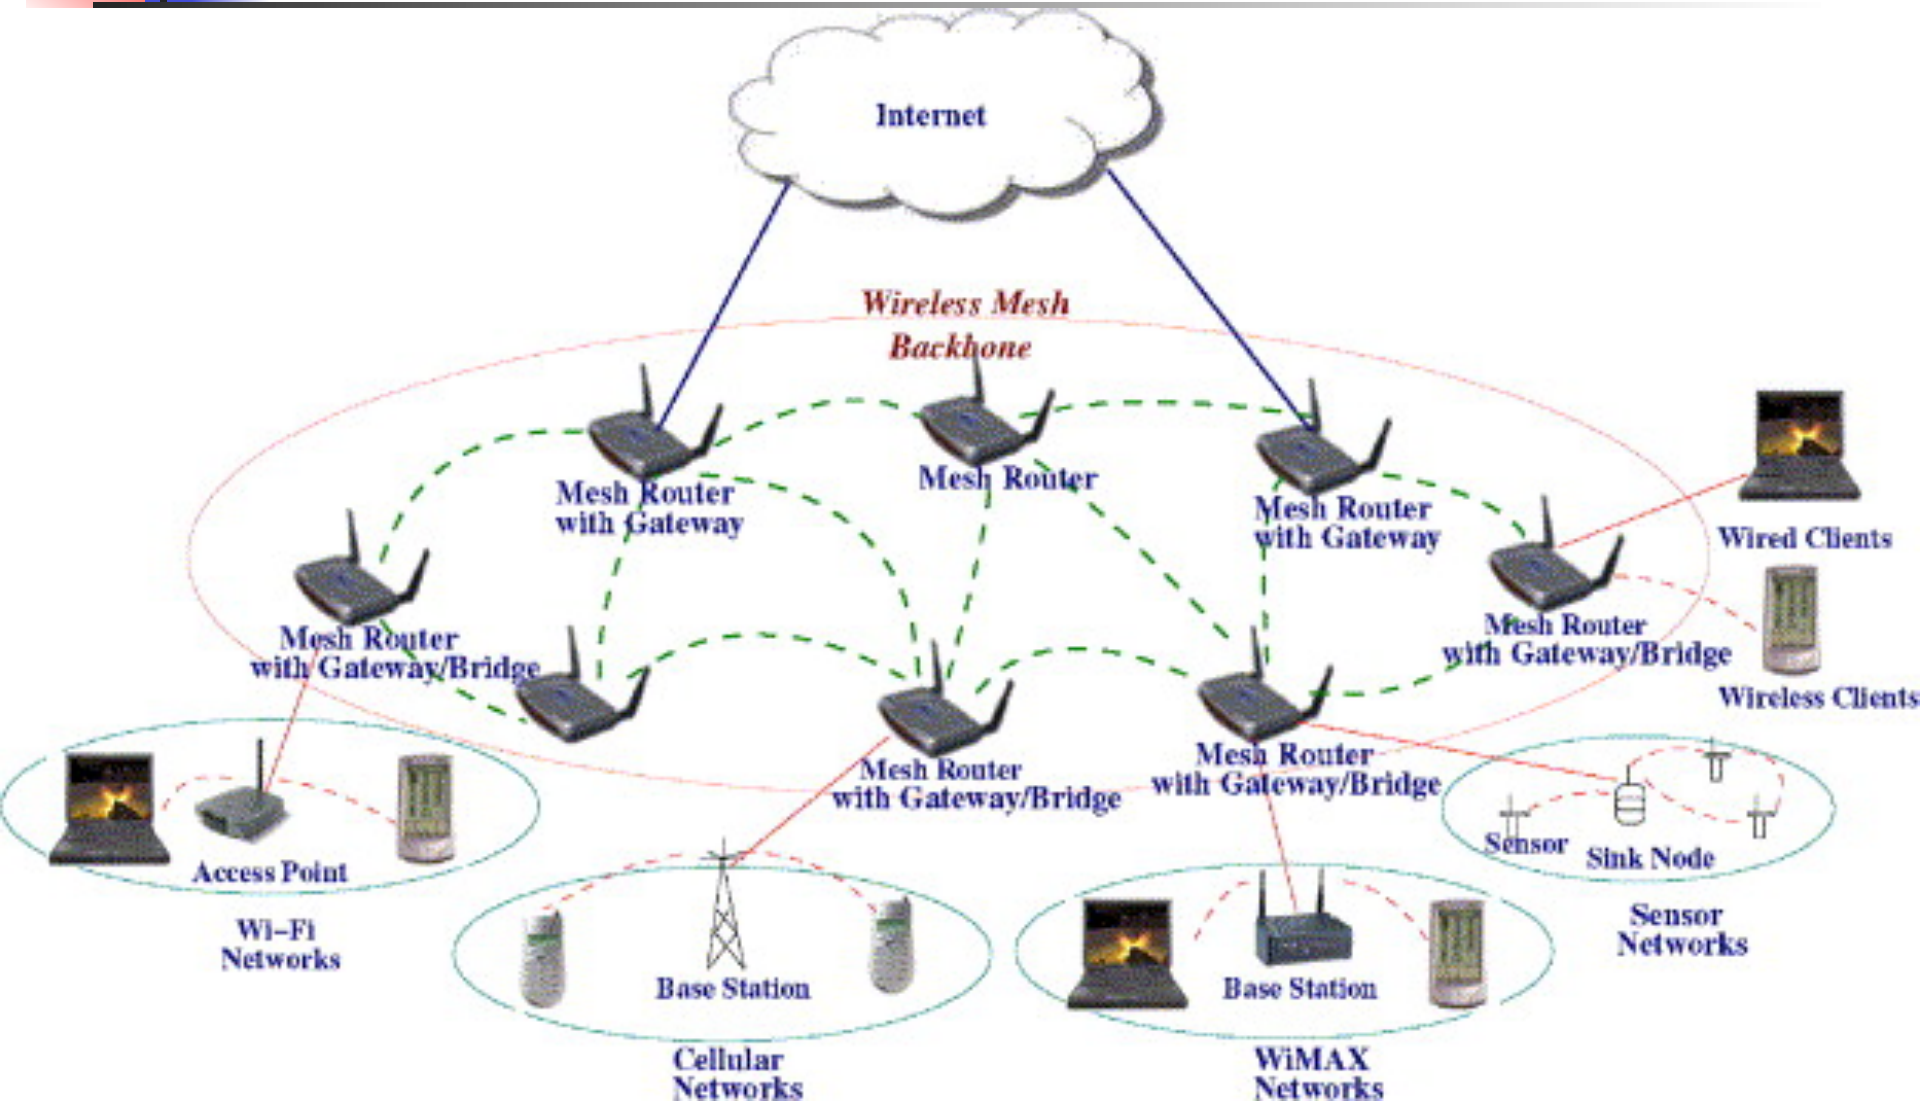 Internet
Wireless Mesh
Backbone
Mesh Router
with Gateway
Mesh Router
Mesh Router
with Gateway
Wired Clients
Mesh Router
with Gateway/Bridge
Mesh Router
with Gateway/Bridge
Wireless Clients
Mesh Router
with Gateway/Bridge
Mesh Router
with Gateway/Bridge
Access Point
Sensor
Sink Node
Wi-Fi
Networks
Base Station
Base Station
Sensor
Networks
Cellular
Networks
WiMAX
Networks